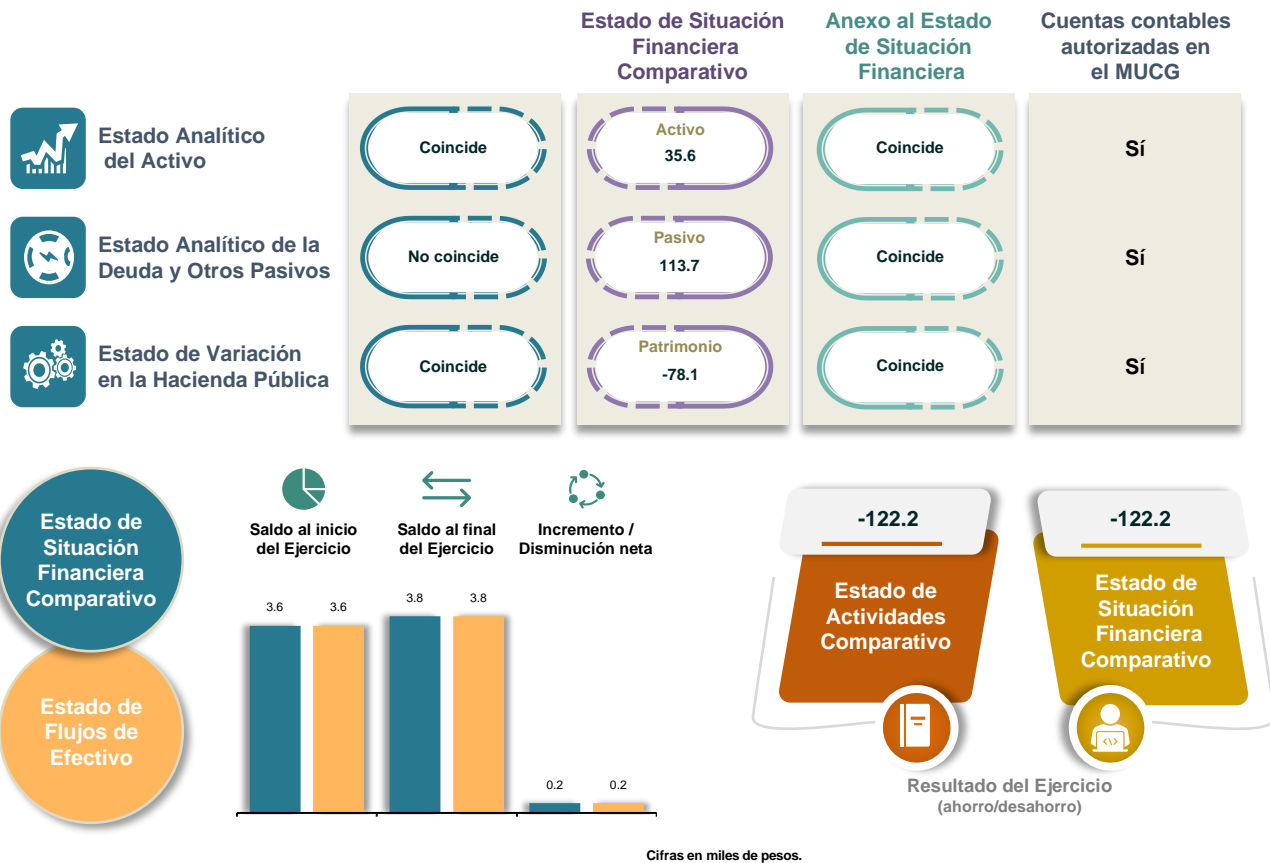 Estado de Situación
Financiera
Comparativo
Anexo al Estado
de Situación
Financiera
Cuentas contables
autorizadas en
el MUCG
Estado Analítico
del Activo
Coincide
Activo
35.6
Coincide
Sí
Estado Analítico de la
Deuda y Otros Pasivos
No coincide
Pasivo
113.7
Coincide
Sí
Estado de Variación
en la Hacienda Pública
Coincide
Patrimonio
-78.1
Coincide
Sí
Estado de
Situación
Financiera
Comparativo
Estado de
Flujos de
Efectivo
Saldo al inicio
del Ejercicio
Saldo al final
del Ejercicio
Incremento /
Disminución neta
3.6
3.6
3.8
3.8
0.2
0.2
-122.2
Estado de
Actividades
Comparativo
-122.2
Estado de
Situación
Financiera
Comparativo
Resultado del Ejercicio
(ahorro/desahorro)
Cifras en miles de pesos.